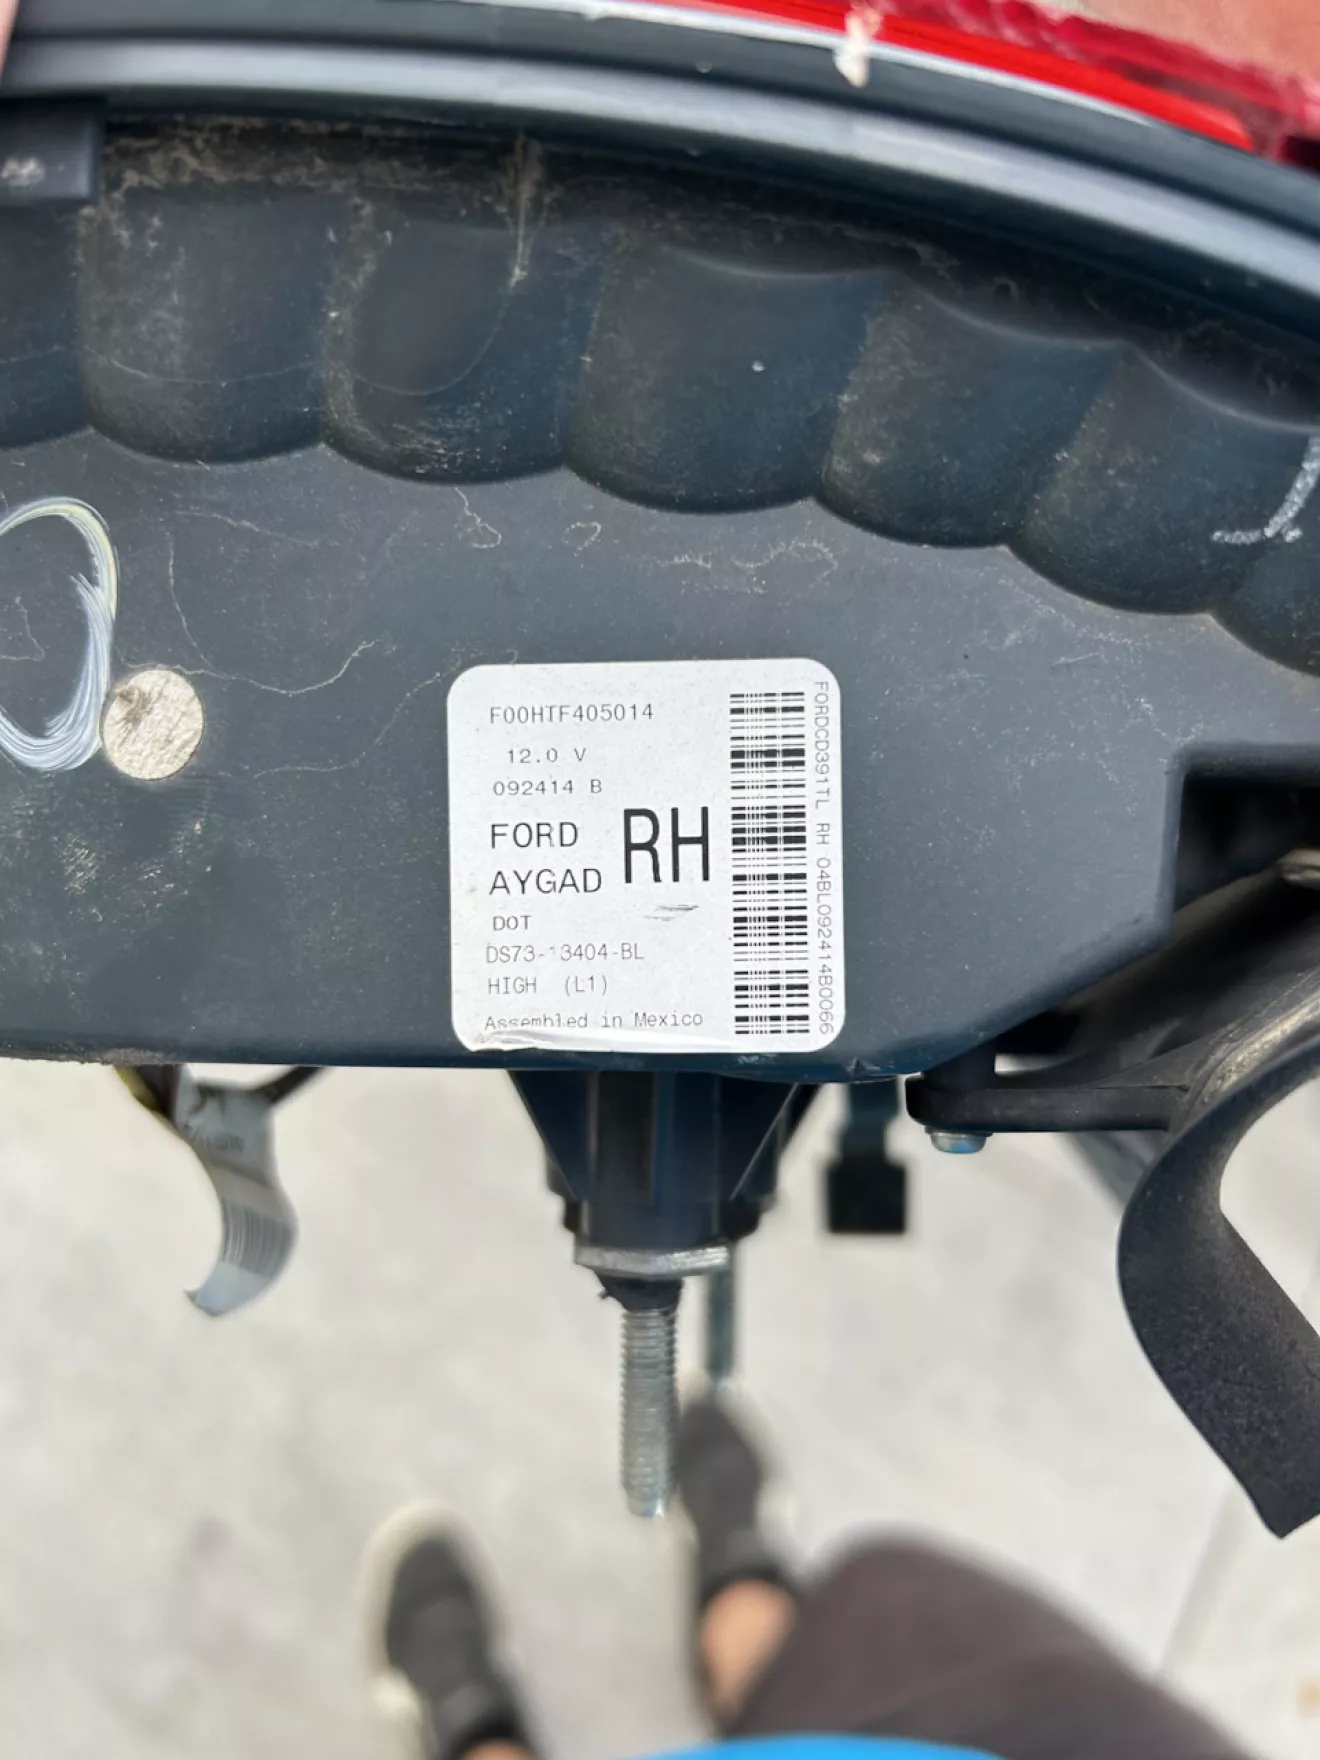 F00HTF405014
12.0 V
092414 B
FORD
AYGAD
RH
DOT
DS73-13404-BL
HIGH (L1)
Assembled in Mexico
FORDCD391TL RH 04BL092414B0066